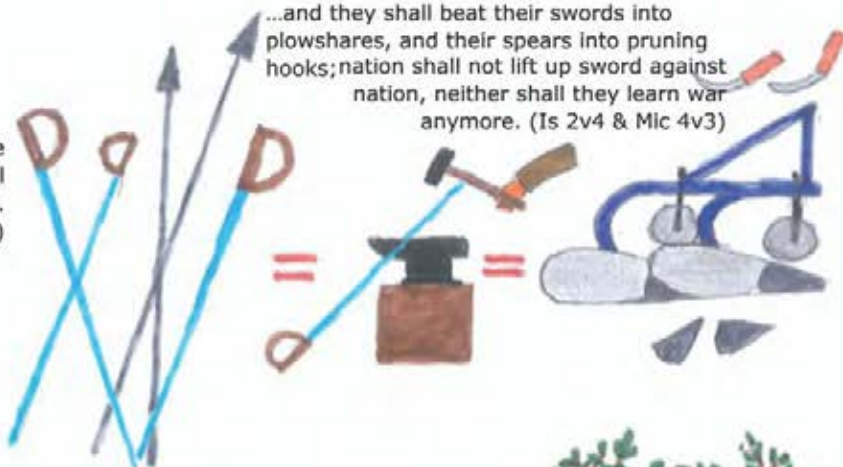 ...and they shall beat their swords into
plowshares, and their spears into pruning
hooks;nation shall not lift up sword against
nation, neither shall they learn war
anymore. (Is 2v4 & Mic 4v3)